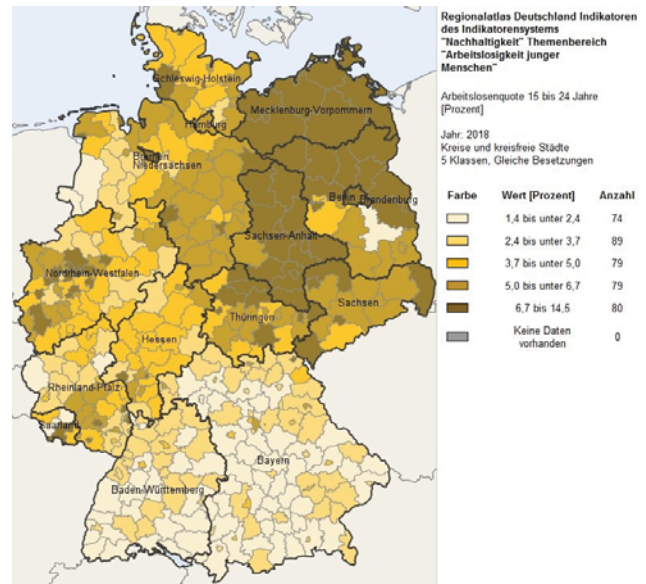 Regionalatlas Deutschland Indikatoren
des Indikatorensystems
"Nachhaltigkeit" Themenbereich
"Arbeitslosigkeit junger
Menschen"
Arbeitslosenquote 15 bis 24 Jahre
[Prozent]
Jahr: 2018
Kreise und kreisfreie Städte
5 Klassen, Gleiche Besetzungen
Farbe Wert [Prozent] Anzahl
1,4 bis unter 2,4 74
2,4 bis unter 3,7 89
3,7 bis unter 5,0 79
5,0 bis unter 6,7 79
6,7 bis 14,5 80
Keine Daten
vorhanden 0
Schleswig-Holstein
Mecklenburg-Vorpommern
Hamburg
Bremen
Niedersachsen
Berlin
Brandenburg
Sachsen-Anhalt
Nordrhein-Westfalen
Sachsen
Thüringen
Hessen
Rheinland-Pfalz
Saarland
Bayern
Baden-Württemberg